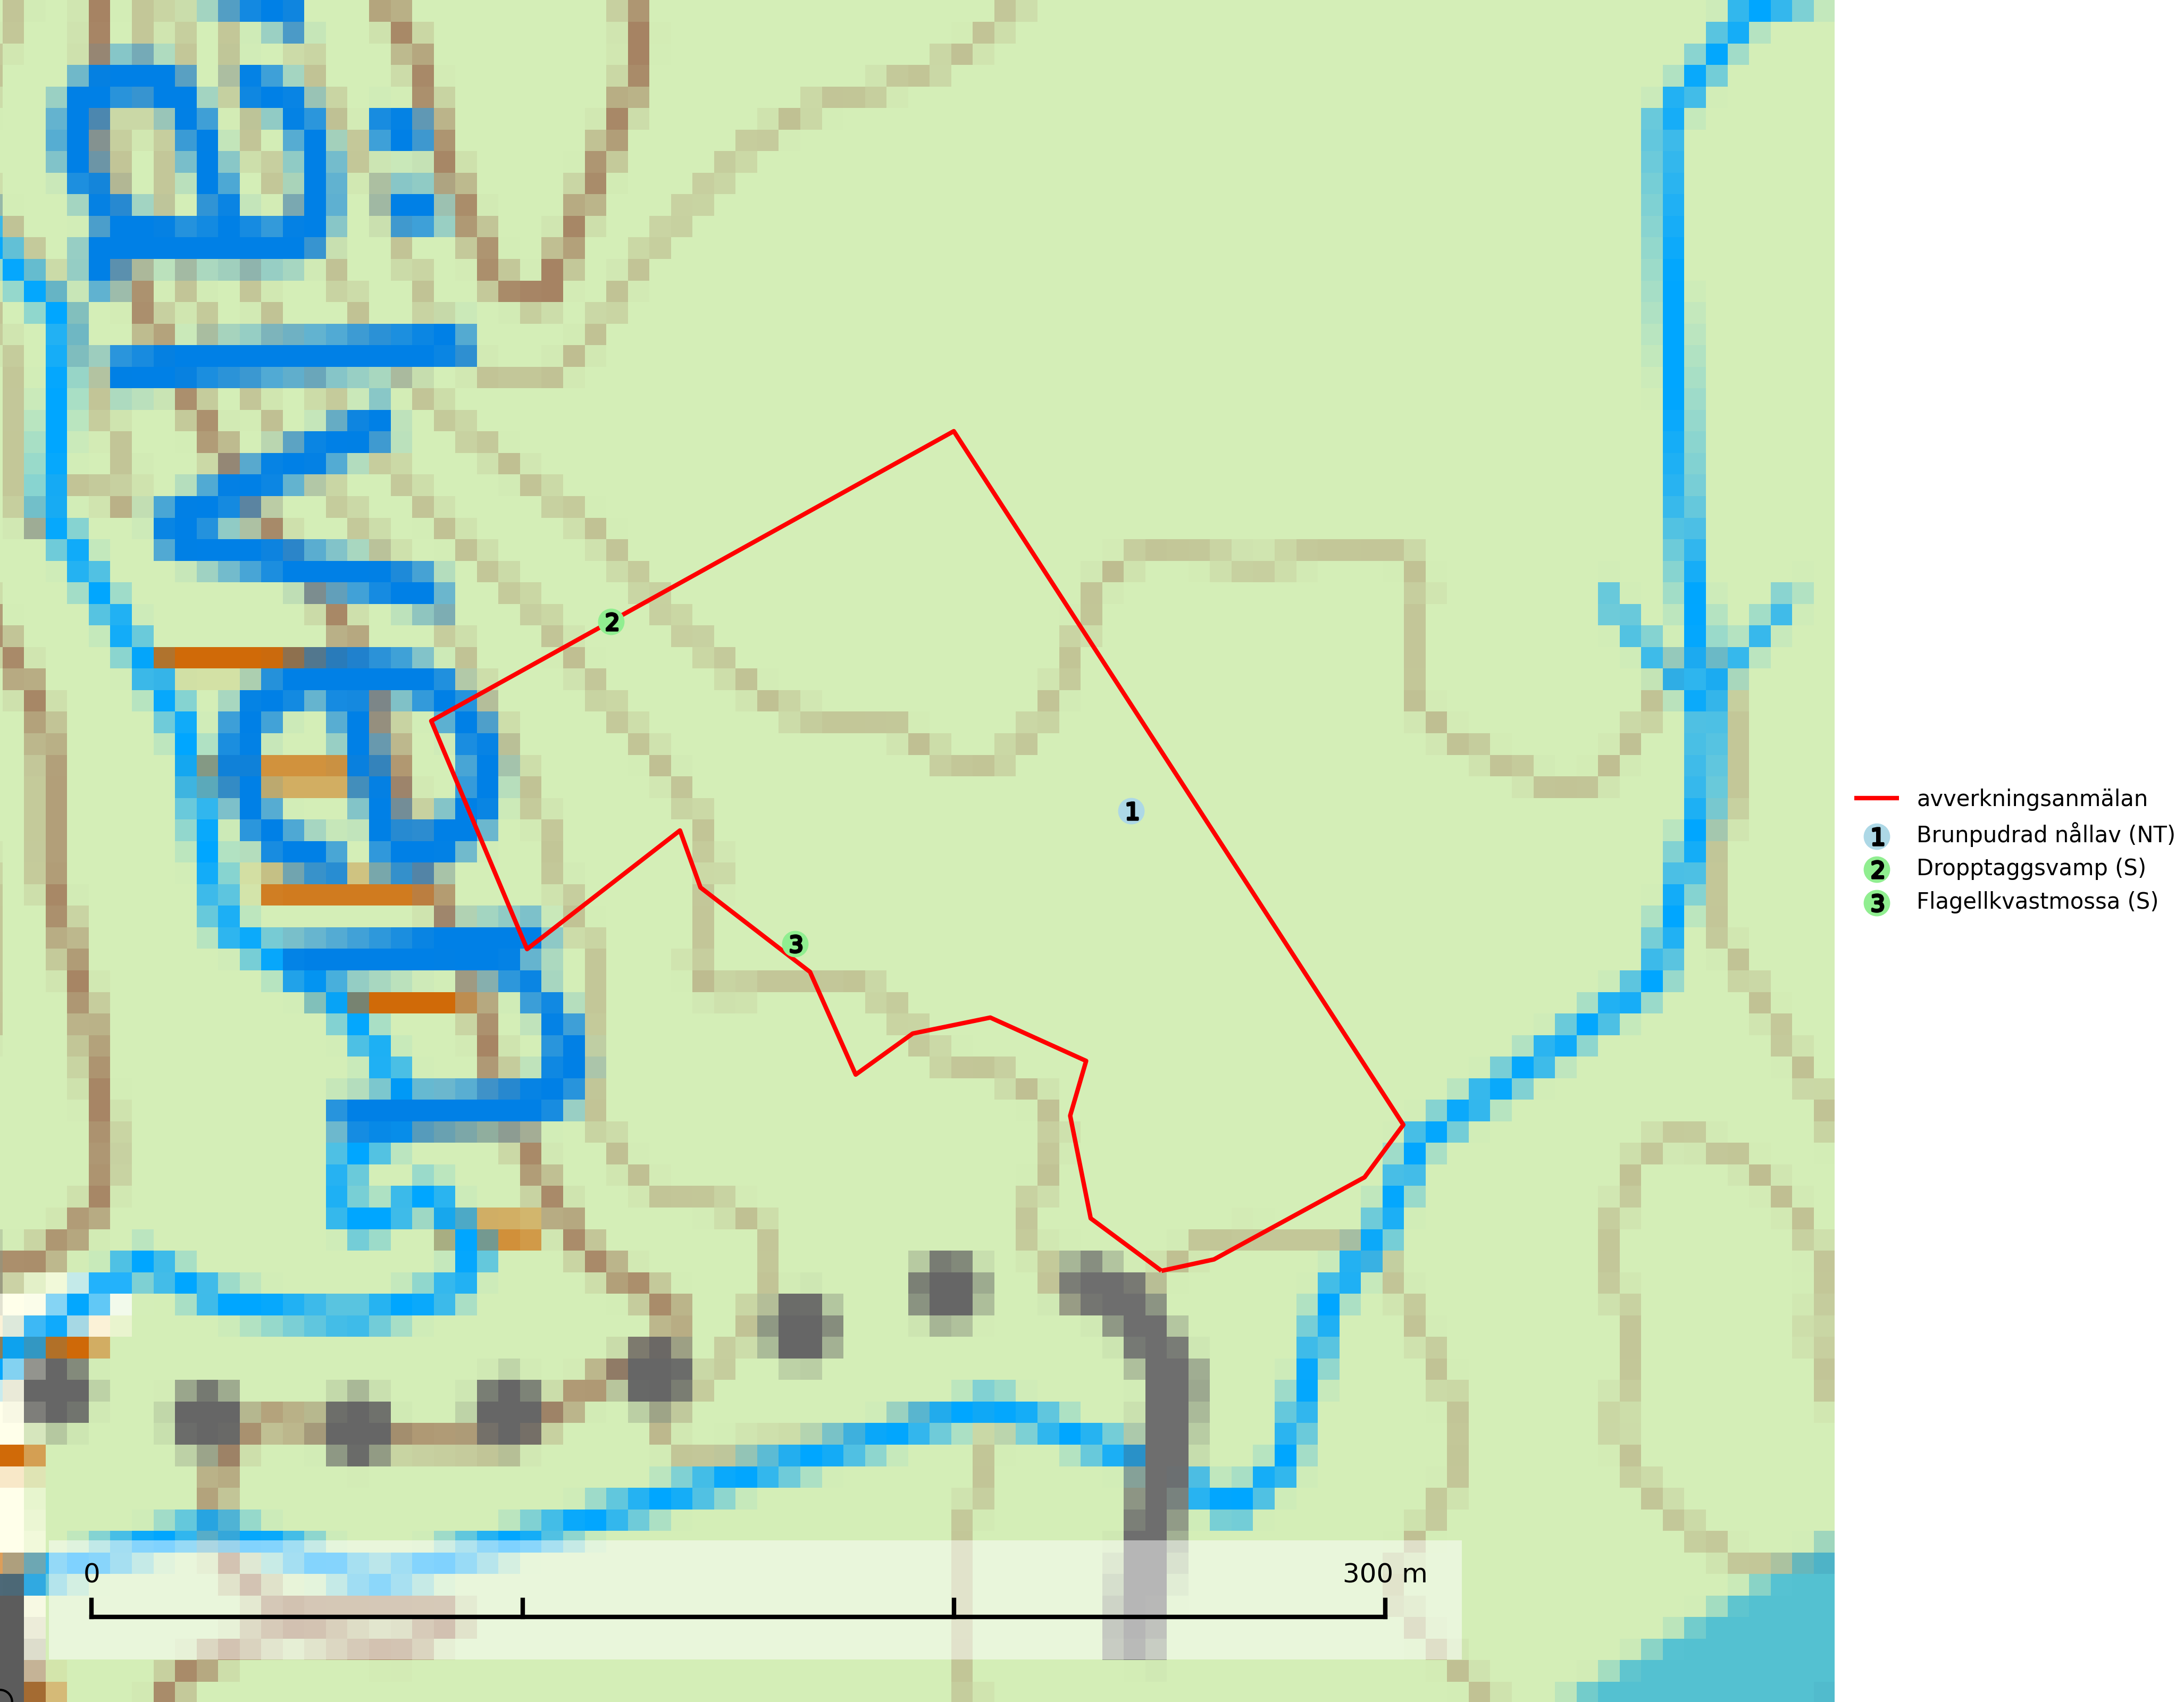 2
1
3
0
300 m
avverkningsanmälan
1 Brunpudrad nållav (NT)
2 Dropptaggsvamp (S)
3 Flagellkvastmossa (S)